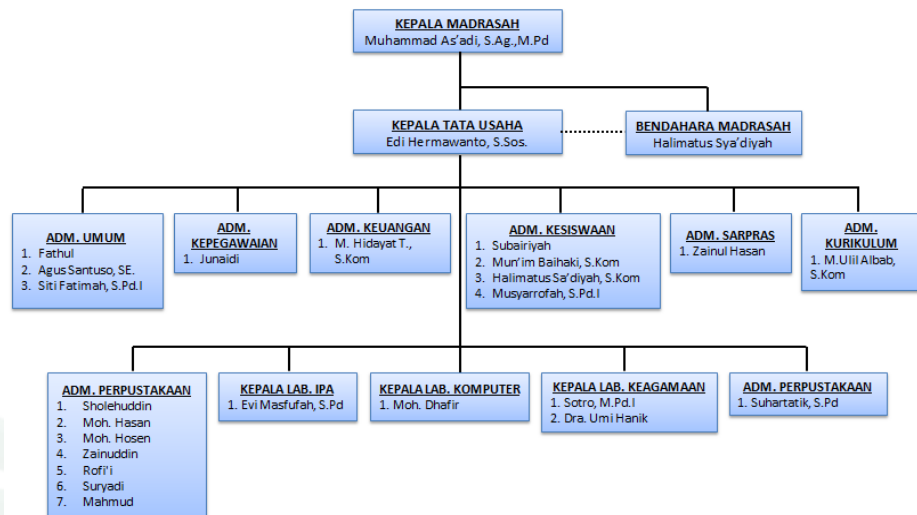 KEPALA MADRASAH
Muhammad As'adi, S.Ag.,M.Pd
KEPALA TATA USAHA
Edi Hermawanto, S.Sos.
BENDAHARA MADRASAH
Halimatus Sya'diyah
ADM. UMUM
1. Fathul
2. Agus Santuso, SE.
3. Siti Fatimah, S.Pd.I
ADM.
KEPEGAWAIAN
1. Junaidi
ADM. KEUANGAN
1. M. Hidayat T.,
S.Kom
ADM. KESISWAAN
1. Subairiyah
2. Mun'im Baihaki, S.Kom
3. Halimatus Sa'diyah, S.Kom
4. Musyarrofah, S.Pd.I
ADM. SARPRAS
1. Zainul Hasan
ADM.
KURIKULUM
1. M.Ulil Albab,
S.Kom
ADM. PERPUSTAKAAN
1. Sholehuddin
2. Moh. Hasan
3. Moh. Hosen
4. Zainuddin
5. Rofi'i
6. Suryadi
7. Mahmud
KEPALA LAB. IPA
1. Evi Masfufah, S.Pd
KEPALA LAB. KOMPUTER
1. Moh. Dhafir
KEPALA LAB. KEAGAMAAN
1. Sotro, M.Pd.I
2. Dra. Umi Hanik
ADM. PERPUSTAKAAN
1. Suhartatik, S.Pd